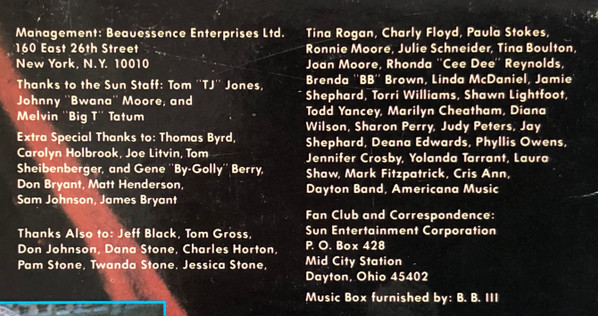 Management: Beauessence Enterprises Ltd.
160 East 26th Street
New York, N.Y. 10010
Thanks to the Sun Staff: Tom "TJ" Jones,
Johnny "Bwana" Moore, and
Melvin "Big T" Tatum
Extra Special Thanks to: Thomas Byrd,
Carolyn Holbrook, Joe Litvin, Tom
Sheibenberger, and Gene "By-Golly" Berry,
Don Bryant, Matt Henderson,
Sam Johnson, James Bryant
Thanks Also to: Jeff Black, Tom Gross,
Don Johnson, Dana Stone, Charles Horton,
Pam Stone, Twanda Stone, Jessica Stone,
Tina Rogan, Charly Floyd, Paula Stokes,
Ronnie Moore, Julie Schneider, Tina Boulton,
Joan Moore, Rhonda "Cee Dee" Reynolds,
Brenda "BB" Brown, Linda McDaniel, Jamie
Shephard, Torri Williams, Shawn Lightfoot,
Todd Yancey, Marilyn Cheatham, Diana
Wilson, Sharon Perry, Judy Peters, Jay
Shephard, Deana Edwards, Phyllis Owens,
Jennifer Crosby, Yolanda Tarrant, Laura
Shaw, Mark Fitzpatrick, Cris Ann,
Dayton Band, Americana Music
Fan Club and Correspondence:
Sun Entertainment Corporation
P. O. Box 428
Mid City Station
Dayton, Ohio 45402
Music Box furnished by: B. B. III